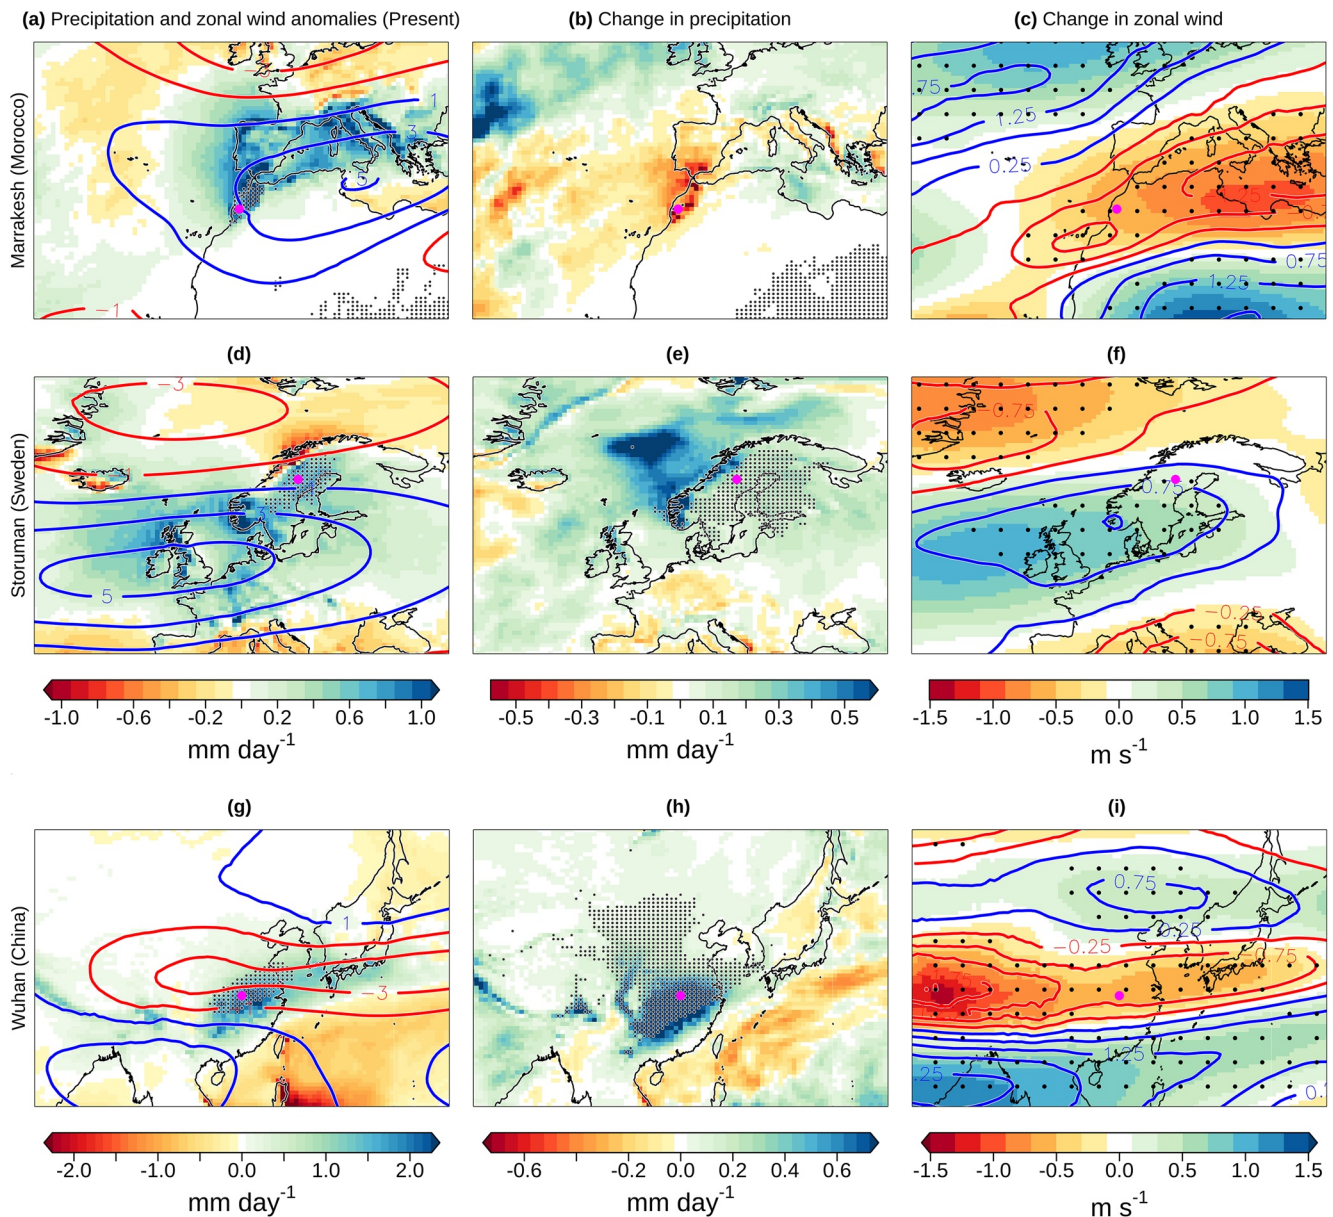 (a) Precipitation and zonal wind anomalies (Present) (b) Change in precipitation (c) Change in zonal wind
Marrakesh (Morocco)
1
3
5
−1
.75
1.25
0.25
0.75
1.25
(d) (e) (f)
Storuman (Sweden)
−3
3
5
−0.75
0.75
−0.25
−0.75
-1.0 -0.6 -0.2 0.2 0.6 1.0
mm day-1
-0.5 -0.3 -0.1 0.1 0.3 0.5
mm day-1
-1.5 -1.0 -0.5 0.0 0.5 1.0 1.5
m s-1
(g) (h) (i)
Wuhan (China)
1
−3
0.75
0.25
−0.25
−0.75
1.25
.25
-2.0 -1.0 0.0 1.0 2.0
mm day-1
-0.6 -0.4 -0.2 0.0 0.2 0.4 0.6
mm day-1
-1.5 -1.0 -0.5 0.0 0.5 1.0 1.5
m s-1